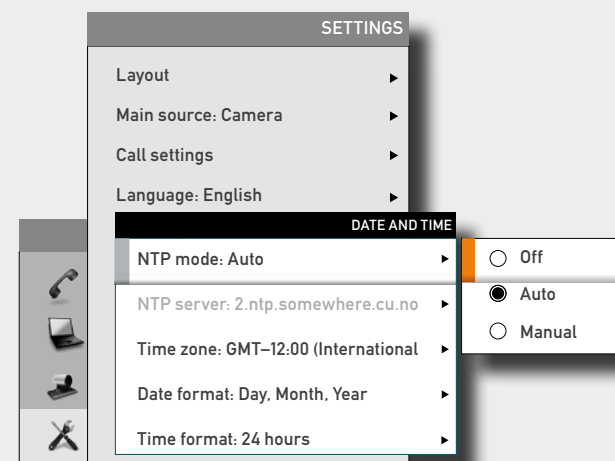 SETTINGS
Layout
Main source: Camera
Call settings
Language: English
DATE AND TIME
NTP mode: Auto
NTP server: 2.ntp.somewhere.cu.no
Time zone: GMT–12:00 (International
Date format: Day, Month, Year
Time format: 24 hours
Off
Auto
Manual